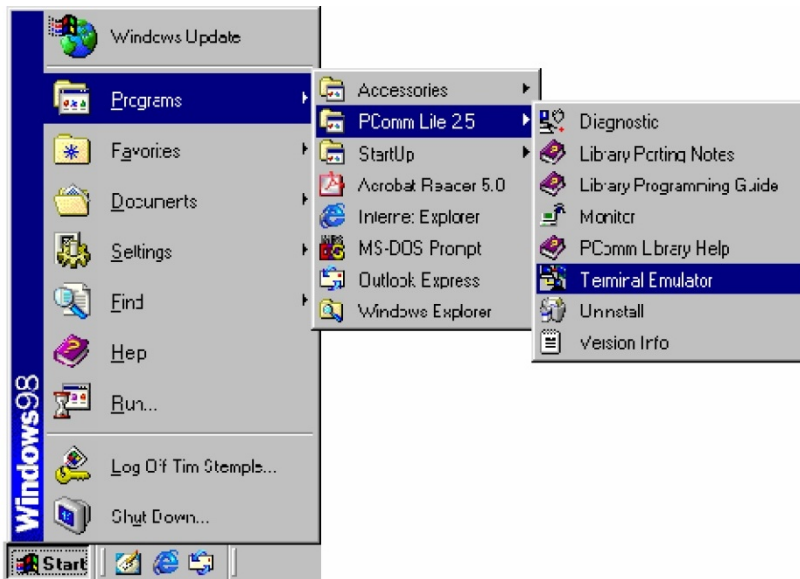 Windows Update
Programs
Favorites
Documents
Settings
Find
Help
Run...
Log Off Tim Stemple...
Shut Down...
Windows98
Start
Accessories
PComm Lite 2.5
StartUp
Acrobat Reader 5.0
Internet Explorer
MS-DOS Prompt
Outlook Express
Windows Explorer
Diagnostic
Library Porting Notes
Library Programming Guide
Monitor
PComm Library Help
Terminal Emulator
Uninstall
Version Info